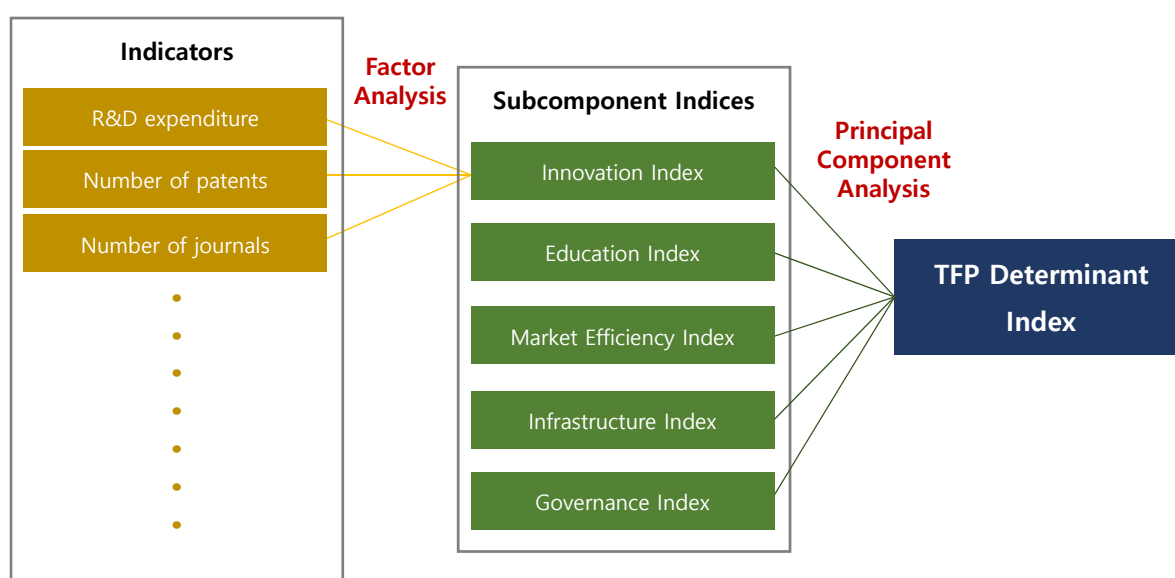 Indicators
R&D expenditure
Number of patents
Number of journals
Factor
Analysis
Subcomponent Indices
Innovation Index
Education Index
Market Efficiency Index
Infrastructure Index
Governance Index
Principal
Component
Analysis
TFP Determinant
Index